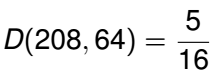 D(208, 64) = 5/16